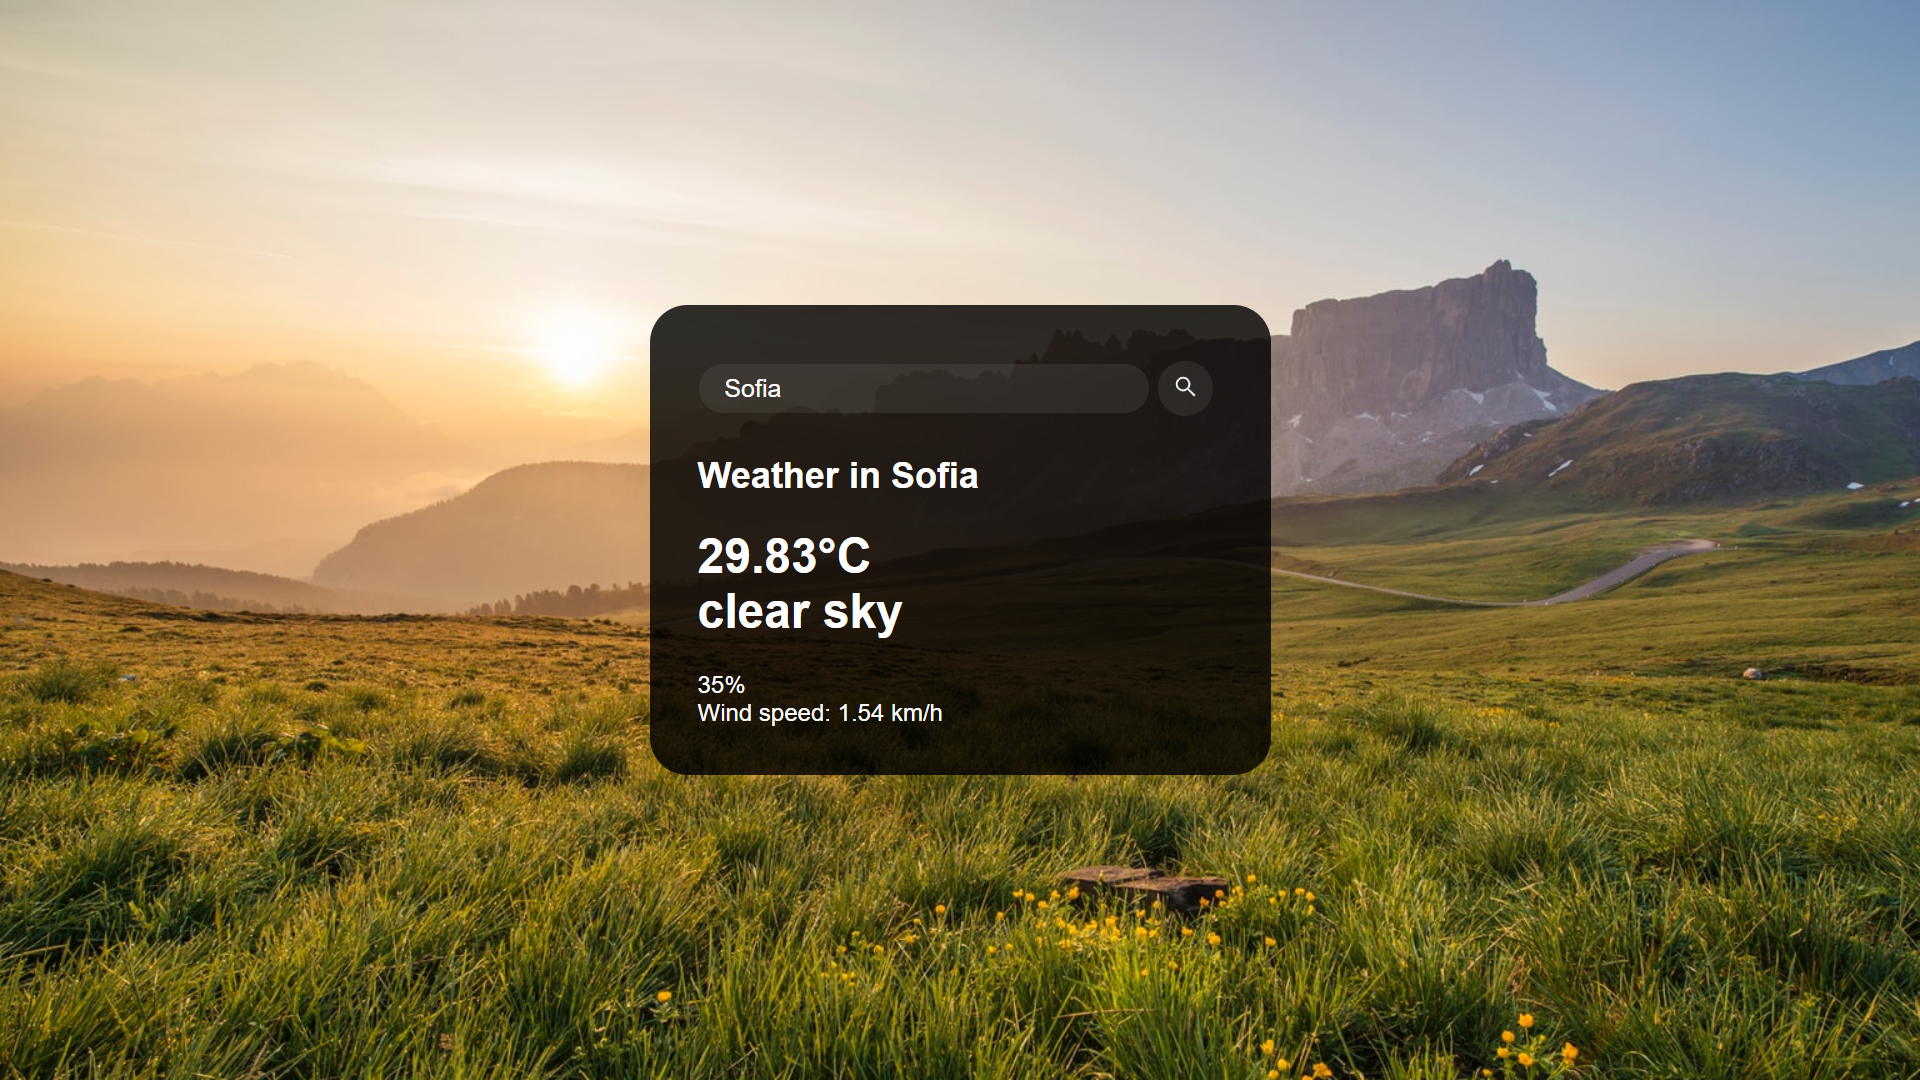 Sofia
Weather in Sofia
29.83°C
clear sky
35%
Wind speed: 1.54 km/h